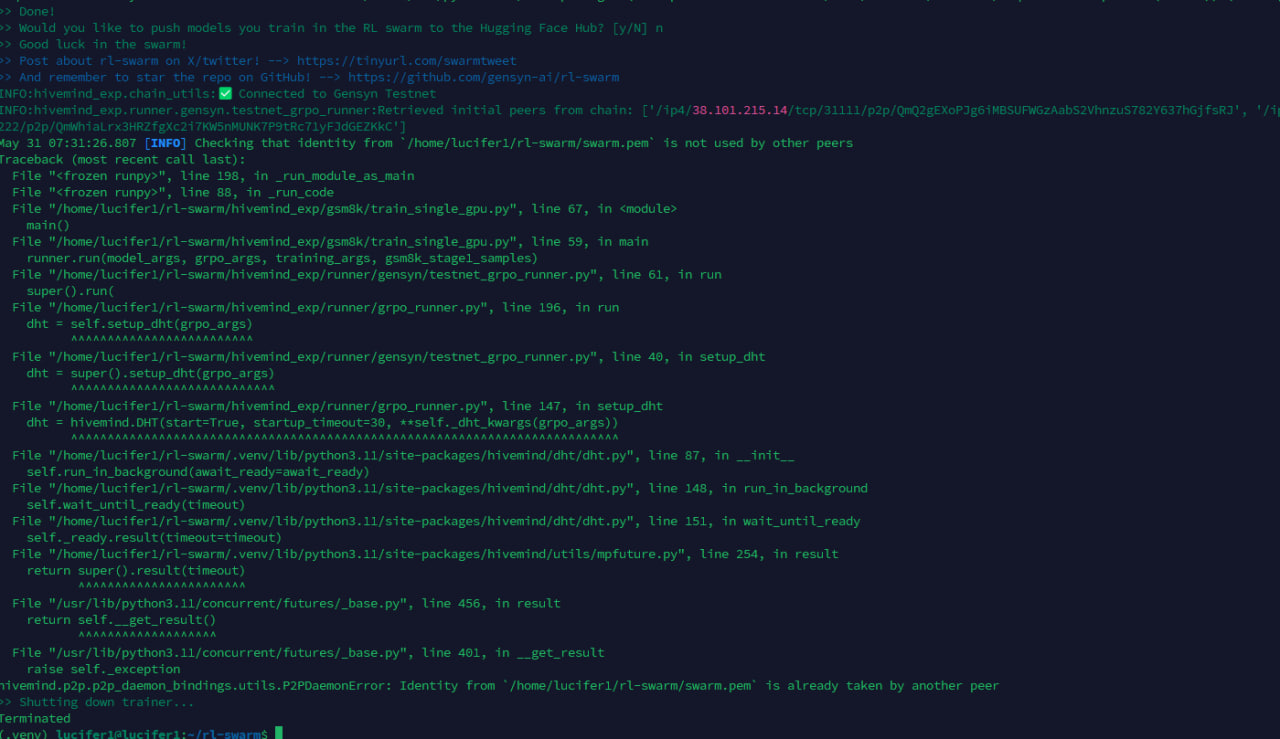 >> Done!
>> Would you like to push models you train in the RL swarm to the Hugging Face Hub? [y/N] n
>> Good luck in the swarm!
>> Post about rl-swarm on X/twitter! --> https://tinyurl.com/swarmtweet
>> And remember to star the repo on GitHub! --> https://github.com/gensyn-ai/rl-swarm
INFO:hivemind_exp.chain_utils:✅ Connected to Gensyn Testnet
INFO:hivemind_exp.runner.gensyn.testnet_grpo_runner:Retrieved initial peers from chain: ['/ip4/38.101.215.14/tcp/31111/p2p/QmQ2gEXoPJg6iMBSUFWGzAabS2VhnzuS782Y637hGjfsRJ', '/ip
222/p2p/QmWhiaLrx3HRZfgXc2i7KW5nMUNK7P9tRc71yFJdGEZKkC']
May 31 07:31:26.807 [INFO] Checking that identity from `/home/lucifer1/rl-swarm/swarm.pem` is not used by other peers
Traceback (most recent call last):
  File "<frozen runpy>", line 198, in _run_module_as_main
  File "<frozen runpy>", line 88, in _run_code
  File "/home/lucifer1/rl-swarm/hivemind_exp/gsm8k/train_single_gpu.py", line 67, in <module>
    main()
  File "/home/lucifer1/rl-swarm/hivemind_exp/gsm8k/train_single_gpu.py", line 59, in main
    runner.run(model_args, grpo_args, training_args, gsm8k_stage1_samples)
  File "/home/lucifer1/rl-swarm/hivemind_exp/runner/gensyn/testnet_grpo_runner.py", line 61, in run
    super().run(
  File "/home/lucifer1/rl-swarm/hivemind_exp/runner/grpo_runner.py", line 196, in run
    dht = self.setup_dht(grpo_args)
          ^^^^^^^^^^^^^^^^^^^^^^^^^
  File "/home/lucifer1/rl-swarm/hivemind_exp/runner/gensyn/testnet_grpo_runner.py", line 40, in setup_dht
    dht = super().setup_dht(grpo_args)
          ^^^^^^^^^^^^^^^^^^^^^^^^^^^^
  File "/home/lucifer1/rl-swarm/hivemind_exp/runner/grpo_runner.py", line 147, in setup_dht
    dht = hivemind.DHT(start=True, startup_timeout=30, **self._dht_kwargs(grpo_args))
          ^^^^^^^^^^^^^^^^^^^^^^^^^^^^^^^^^^^^^^^^^^^^^^^^^^^^^^^^^^^^^^^^^^^^^^^^^^^
  File "/home/lucifer1/rl-swarm/.venv/lib/python3.11/site-packages/hivemind/dht/dht.py", line 87, in __init__
    self.run_in_background(await_ready=await_ready)
  File "/home/lucifer1/rl-swarm/.venv/lib/python3.11/site-packages/hivemind/dht/dht.py", line 148, in run_in_background
    self.wait_until_ready(timeout)
  File "/home/lucifer1/rl-swarm/.venv/lib/python3.11/site-packages/hivemind/dht/dht.py", line 151, in wait_until_ready
    self._ready.result(timeout=timeout)
  File "/home/lucifer1/rl-swarm/.venv/lib/python3.11/site-packages/hivemind/utils/mpfuture.py", line 254, in result
    return super().result(timeout)
           ^^^^^^^^^^^^^^^^^^^^^^^
  File "/usr/lib/python3.11/concurrent/futures/_base.py", line 456, in result
    return self.__get_result()
           ^^^^^^^^^^^^^^^^^^^
  File "/usr/lib/python3.11/concurrent/futures/_base.py", line 401, in __get_result
    raise self._exception
hivemind.p2p.p2p_daemon_bindings.utils.P2PDaemonError: Identity from `/home/lucifer1/rl-swarm/swarm.pem` is already taken by another peer
>> Shutting down trainer...
Terminated
(.venv) lucifer1@lucifer1:~/rl-swarm$